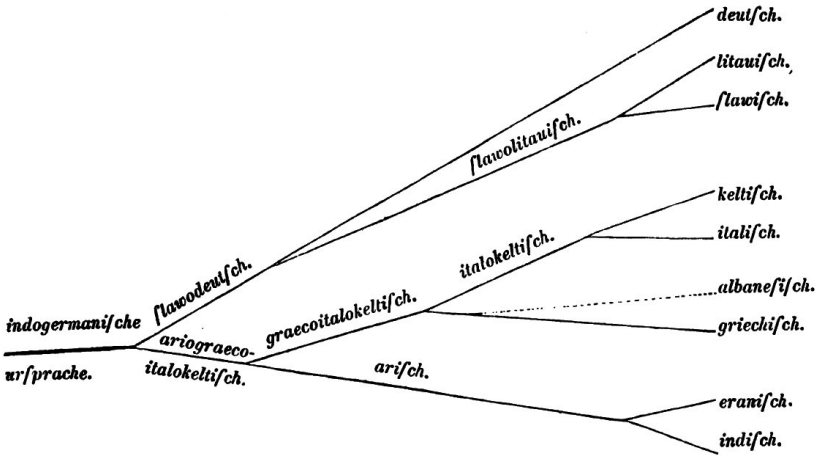 deutſch.
litauiſch.
ſlawiſch.
ſlawolitauiſch.
keltiſch.
italiſch.
italokeltiſch.
ſlawodeutſch.
albaneſiſch.
graecoitalokeltiſch.
griechiſch.
indogermaniſche
urſprache.
ariograeco-
italokeltiſch.
ariſch.
eraniſch.
indiſch.